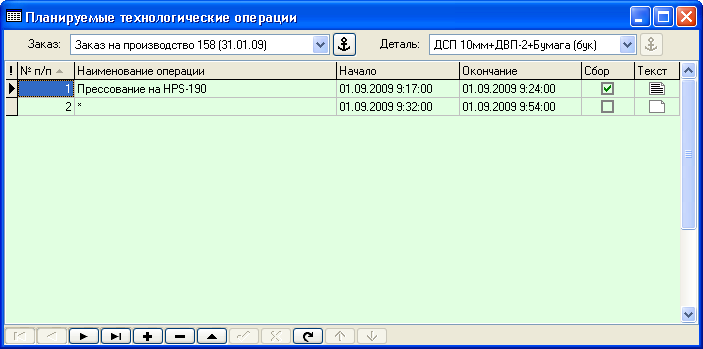 Планируемые технологические операции
Заказ: Заказ на производство 158 (31.01.09) Деталь: ДСП 10мм+ДВП-2+Бумага (бук)
! № п/п Наименование операции Начало Окончание Сбор Текст
1 Прессование на HPS-190 01.09.2009 9:17:00 01.09.2009 9:24:00
2 * 01.09.2009 9:32:00 01.09.2009 9:54:00